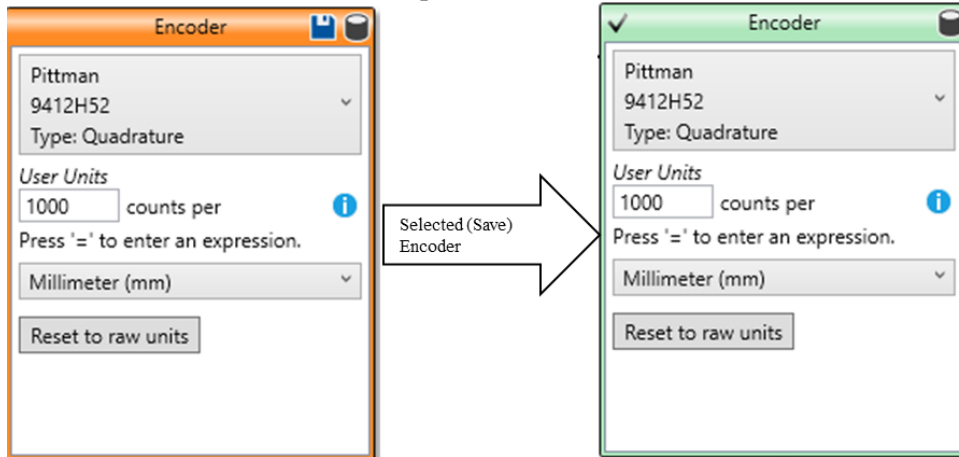 Encoder
Pittman
9412H52
Type: Quadrature
User Units
1000 counts per
Press '=' to enter an expression.
Millimeter (mm)
Reset to raw units
Selected (Save)
Encoder
Encoder
Pittman
9412H52
Type: Quadrature
User Units
1000 counts per
Press '=' to enter an expression.
Millimeter (mm)
Reset to raw units